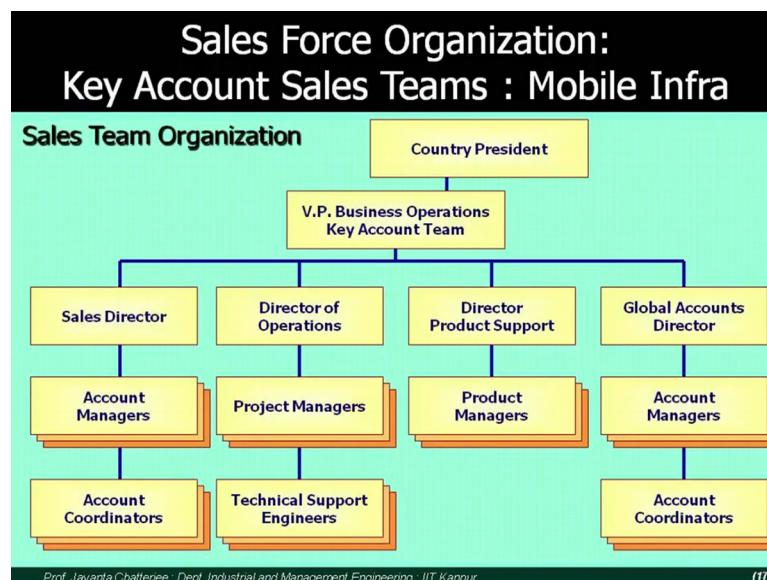 Sales Force Organization:
Key Account Sales Teams : Mobile Infra
Sales Team Organization
Country President
V.P. Business Operations
Key Account Team
Sales Director
Director of
Operations
Director
Product Support
Global Accounts
Director
Account
Managers
Project Managers
Product
Managers
Account
Managers
Account
Coordinators
Technical Support
Engineers
Account
Coordinators
Prof. Jayanta Chatterjee ; Dept. Industrial and Management Engineering ; IIT Kanpur
(17